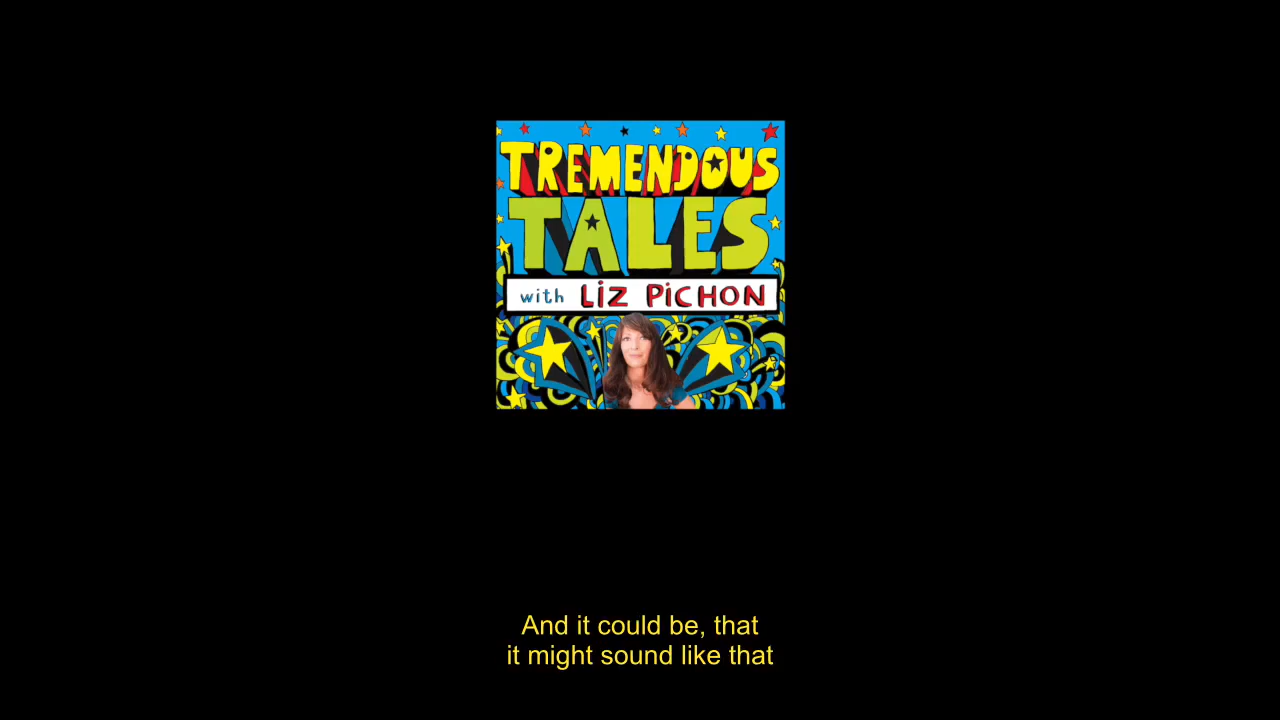 TREMENDOUS
TALES
with LiZ PiCHON
And it could be, that
it might sound like that